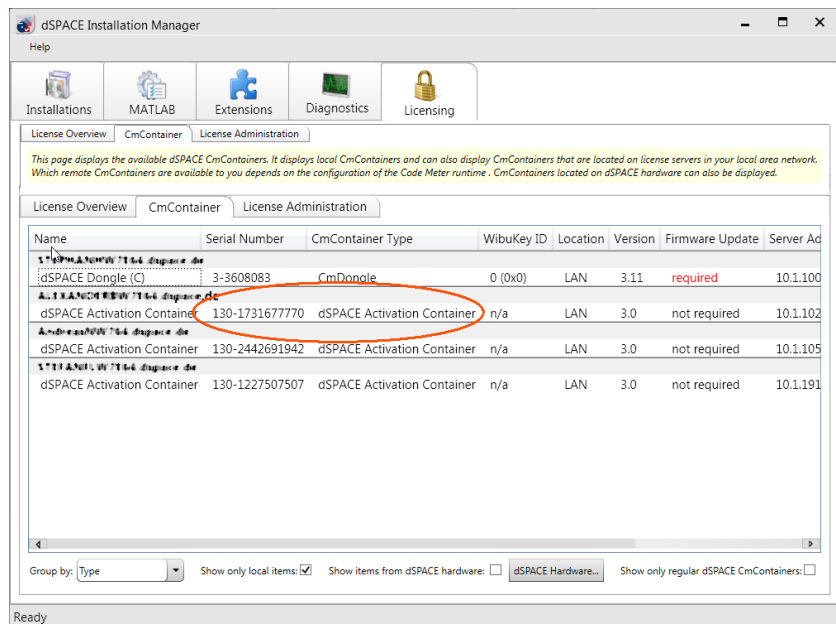 dSPACE Installation Manager
Help
Installations MATLAB Extensions Diagnostics Licensing
License Overview CmContainer License Administration
This page displays the available dSPACE CmContainers. It displays local CmContainers and can also display CmContainers that are located on license servers in your local area network.
Which remote CmContainers are available to you depends on the configuration of the Code Meter runtime . CmContainers located on dSPACE hardware can also be displayed.
License Overview CmContainer License Administration
Name Serial Number CmContainer Type WibuKey ID Location Version Firmware Update Server Ad
dspace de
dSPACE Dongle (C) 3-3608083 CmDongle 0 (0x0) LAN 3.11 required 10.1.100
dspace.de
dSPACE Activation Container 130-1731677770 dSPACE Activation Container n/a LAN 3.0 not required 10.1.102
dspace de
dSPACE Activation Container 130-2442691942 dSPACE Activation Container n/a LAN 3.0 not required 10.1.105
dspace de
dSPACE Activation Container 130-1227507507 dSPACE Activation Container n/a LAN 3.0 not required 10.1.191
Group by: Type Show only local items: Show items from dSPACE hardware: dSPACE Hardware... Show only regular dSPACE CmContainers:
Ready